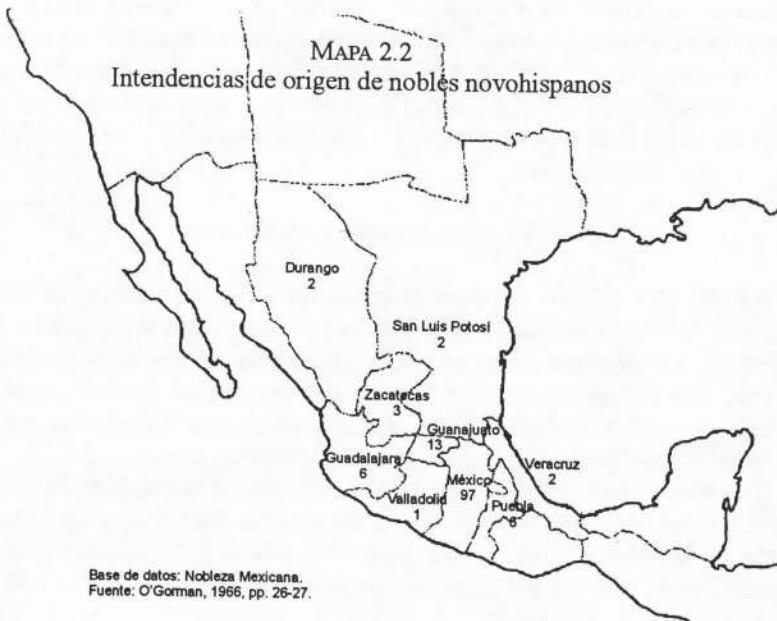 MAPA 2.2
Intendencias de origen de nobles novohispanos
Durango
2
San Luis Potosí
2
Zacatecas
3
Guanajuato
13
Guadalajara
6
México
97
Veracruz
2
Valladolid
1
Puebla
6
Base de datos: Nobleza Mexicana.
Fuente: O'Gorman, 1966, pp. 26-27.